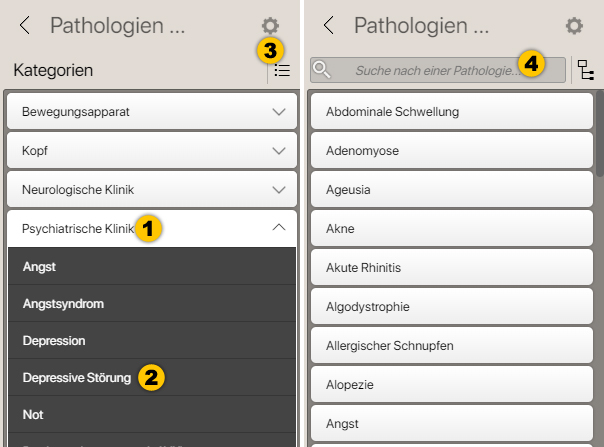 Pathologien ...
3
Kategorien
Bewegungsapparat
Kopf
Neurologische Klinik
Psychiatrische Klinik 1
Angst
Angstsyndrom
Depression
Depressive Störung 2
Not
Pathologien ...
Suche nach einer Pathologie... 4
Abdominale Schwellung
Adenomyose
Ageusia
Akne
Akute Rhinitis
Algodystrophie
Allergischer Schnupfen
Alopezie
Angst